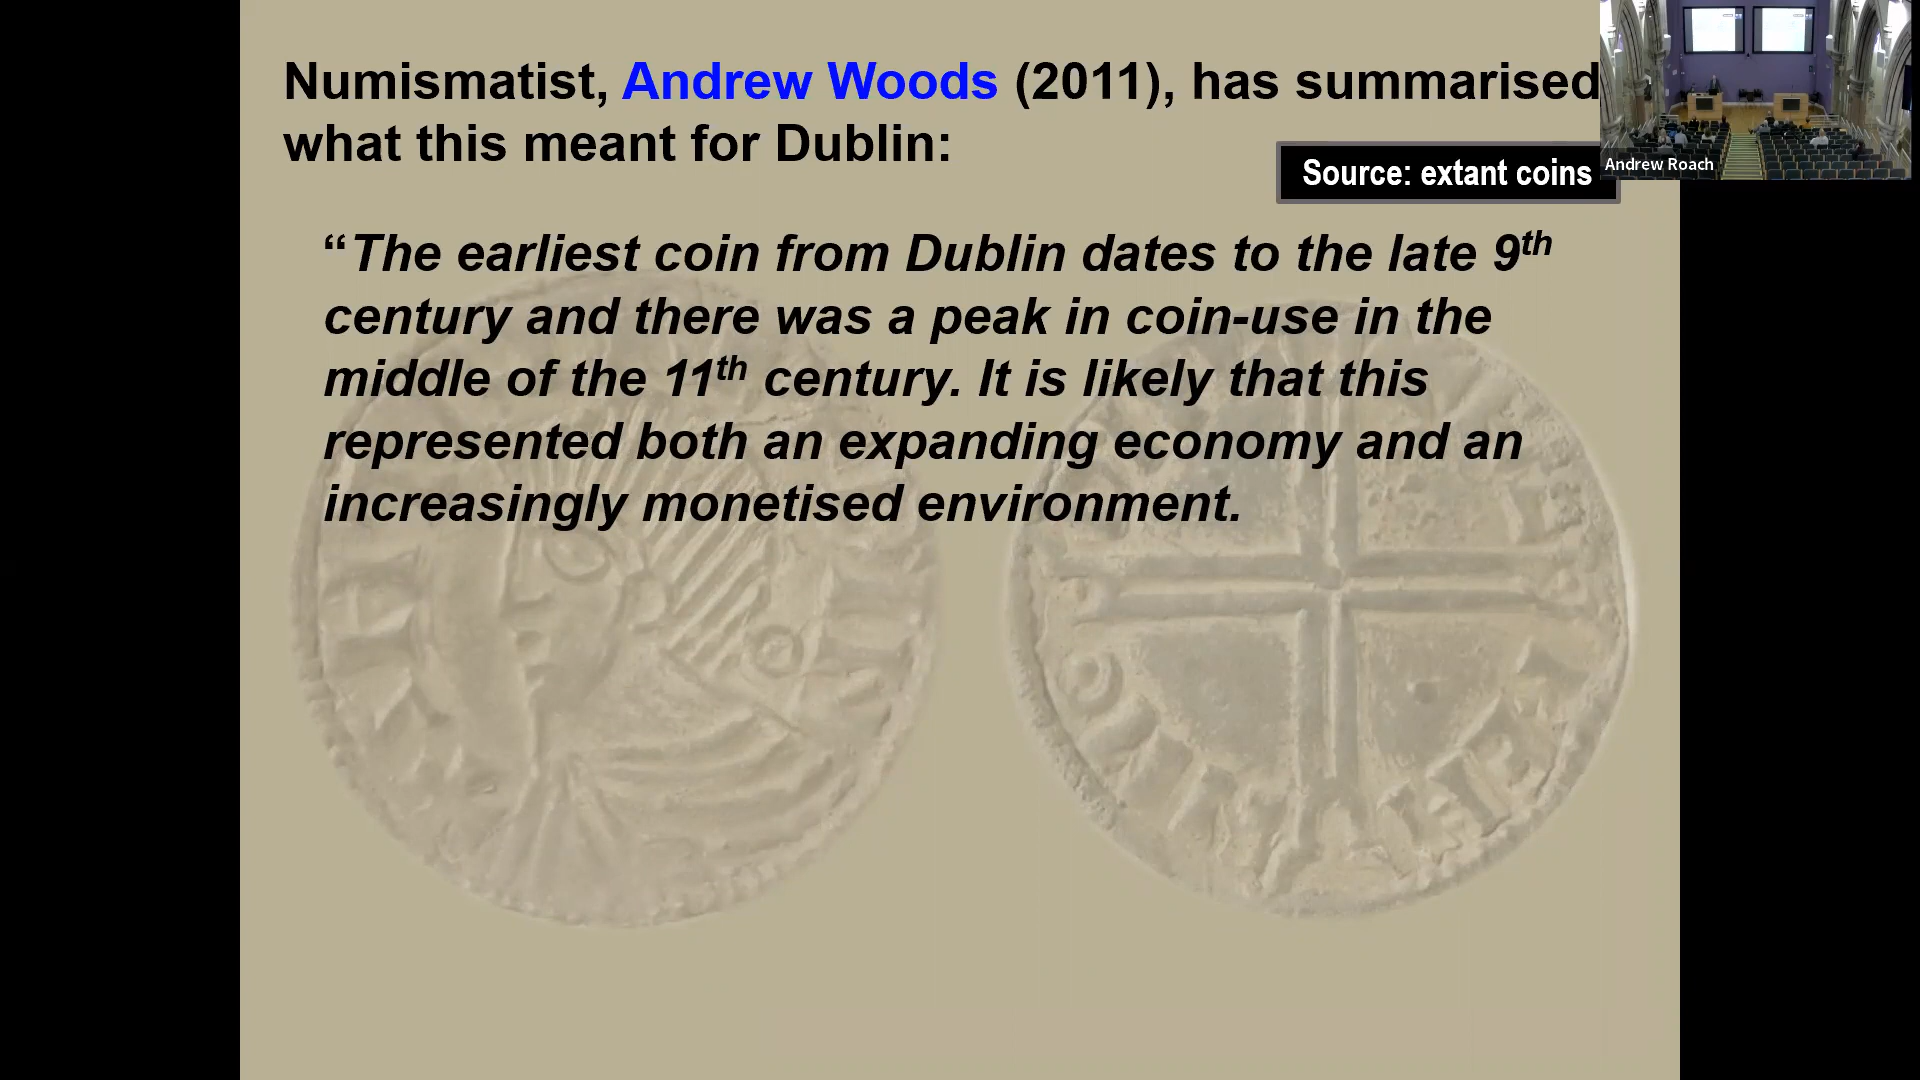 Numismatist, Andrew Woods (2011), has summarised
what this meant for Dublin:
Source: extant coins
Andrew Roach
“The earliest coin from Dublin dates to the late 9th
century and there was a peak in coin-use in the
middle of the 11th century. It is likely that this
represented both an expanding economy and an
increasingly monetised environment.